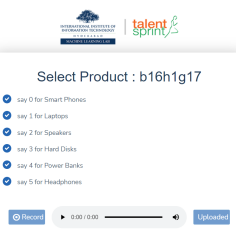 INTERNATIONAL INSTITUTE OF
INFORMATION TECHNOLOGY
HYDERABAD
MACHINE LEARNING LAB
talent
sprint
Select Product : b16h1g17
say 0 for Smart Phones
say 1 for Laptops
say 2 for Speakers
say 3 for Hard Disks
say 4 for Power Banks
say 5 for Headphones
Record
0:00 / 0:00
Uploaded